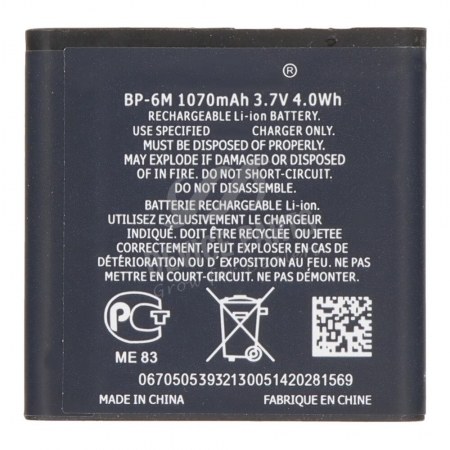 ®
BP-6M 1070mAh 3.7V 4.0Wh
RECHARGEABLE Li-ion BATTERY.
USE SPECIFIED CHARGER ONLY.
MUST BE DISPOSED OF PROPERLY.
MAY EXPLODE IF DAMAGED OR DISPOSED
OF IN FIRE. DO NOT SHORT-CIRCUIT.
DO NOT DISASSEMBLE.
BATTERIE RECHARGEABLE Li-ion.
UTILISEZ EXCLUSIVEMENT LE CHARGEUR
INDIQUÉ. DOIT ÊTRE RECYCLÉE / JETEE
CORRECTEMENT. PEUT EXPLOSER EN CAS DE
DÉTÉRIORATION OU EXPOSITION AU FEU. NE PAS
METTRE EN COURT-CIRCUIT. NE PAS DÉMONTER.
РСТ
ME 83
0670505393213005142028 1569
MADE IN CHINA FABRIQUE EN CHINE